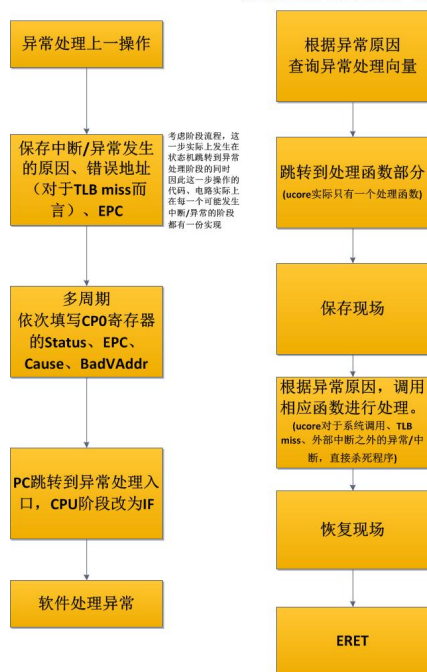 异常处理上一操作
保存中断/异常发生
的原因、错误地址
（对于TLB miss而
言）、EPC
考虑阶段流程，这
一步实际上发生在
状态机跳转到异常
处理阶段的同时
因此这一步操作的
代码、电路实际上
在每一个可能发生
中断/异常的阶段
都有一份实现
多周期
依次填写CP0寄存器
的Status、EPC、
Cause、BadVAddr
PC跳转到异常处理入
口，CPU阶段改为IF
软件处理异常
根据异常原因
查询异常处理向量
跳转到处理函数部分
(ucore实际只有一个处理函数)
保存现场
根据异常原因，调用
相应函数进行处理。
(ucore对于系统调用、TLB
miss、外部中断之外的异常/中
断，直接杀死程序)
恢复现场
ERET